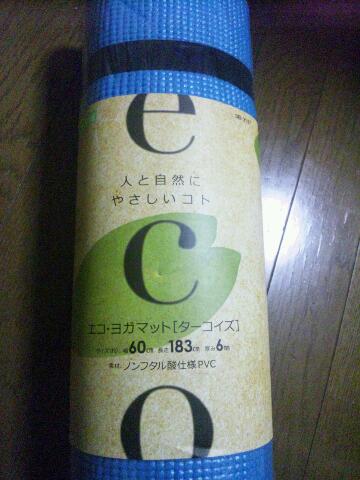 e
人と自然に
やさしいコト
c
エコ・ヨガマット[ターコイズ]
サイズ(約):幅60cm 長さ183cm 厚み6mm
素材:ノンフタル酸仕様PVC
o